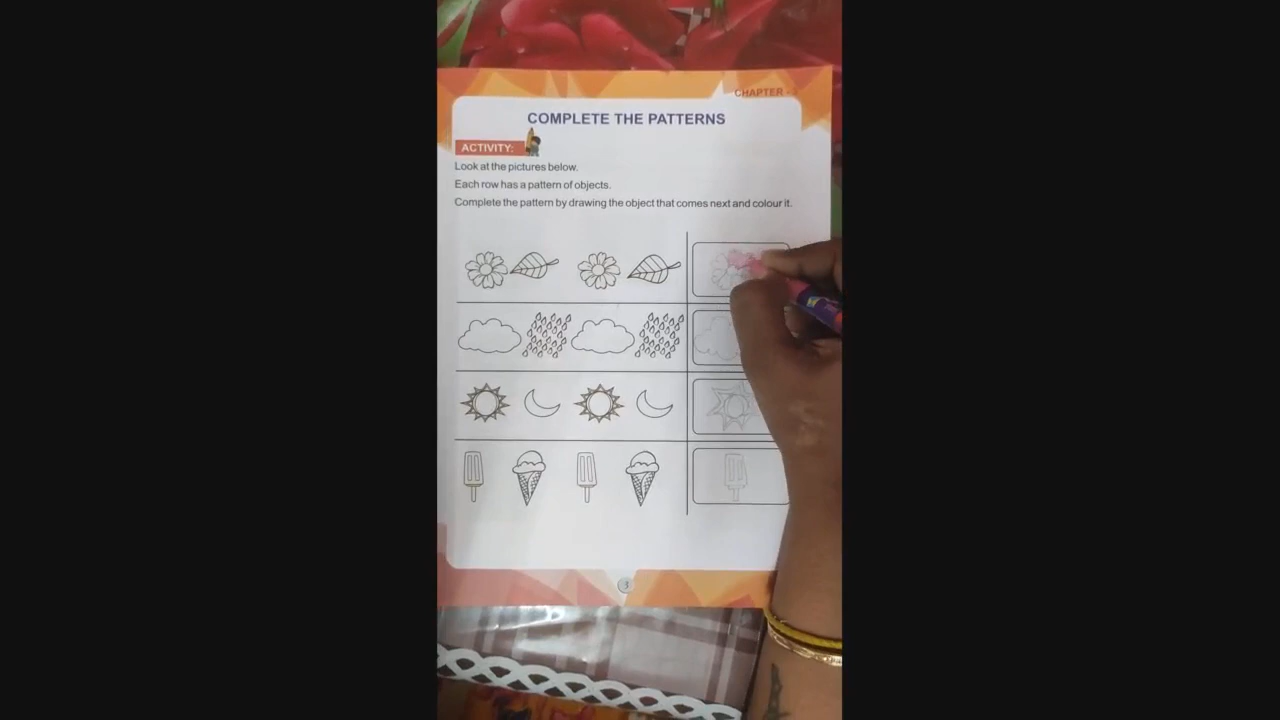 CHAPTER -
COMPLETE THE PATTERNS
ACTIVITY:
Look at the pictures below.
Each row has a pattern of objects.
Complete the pattern by drawing the object that comes next and colour it.
3